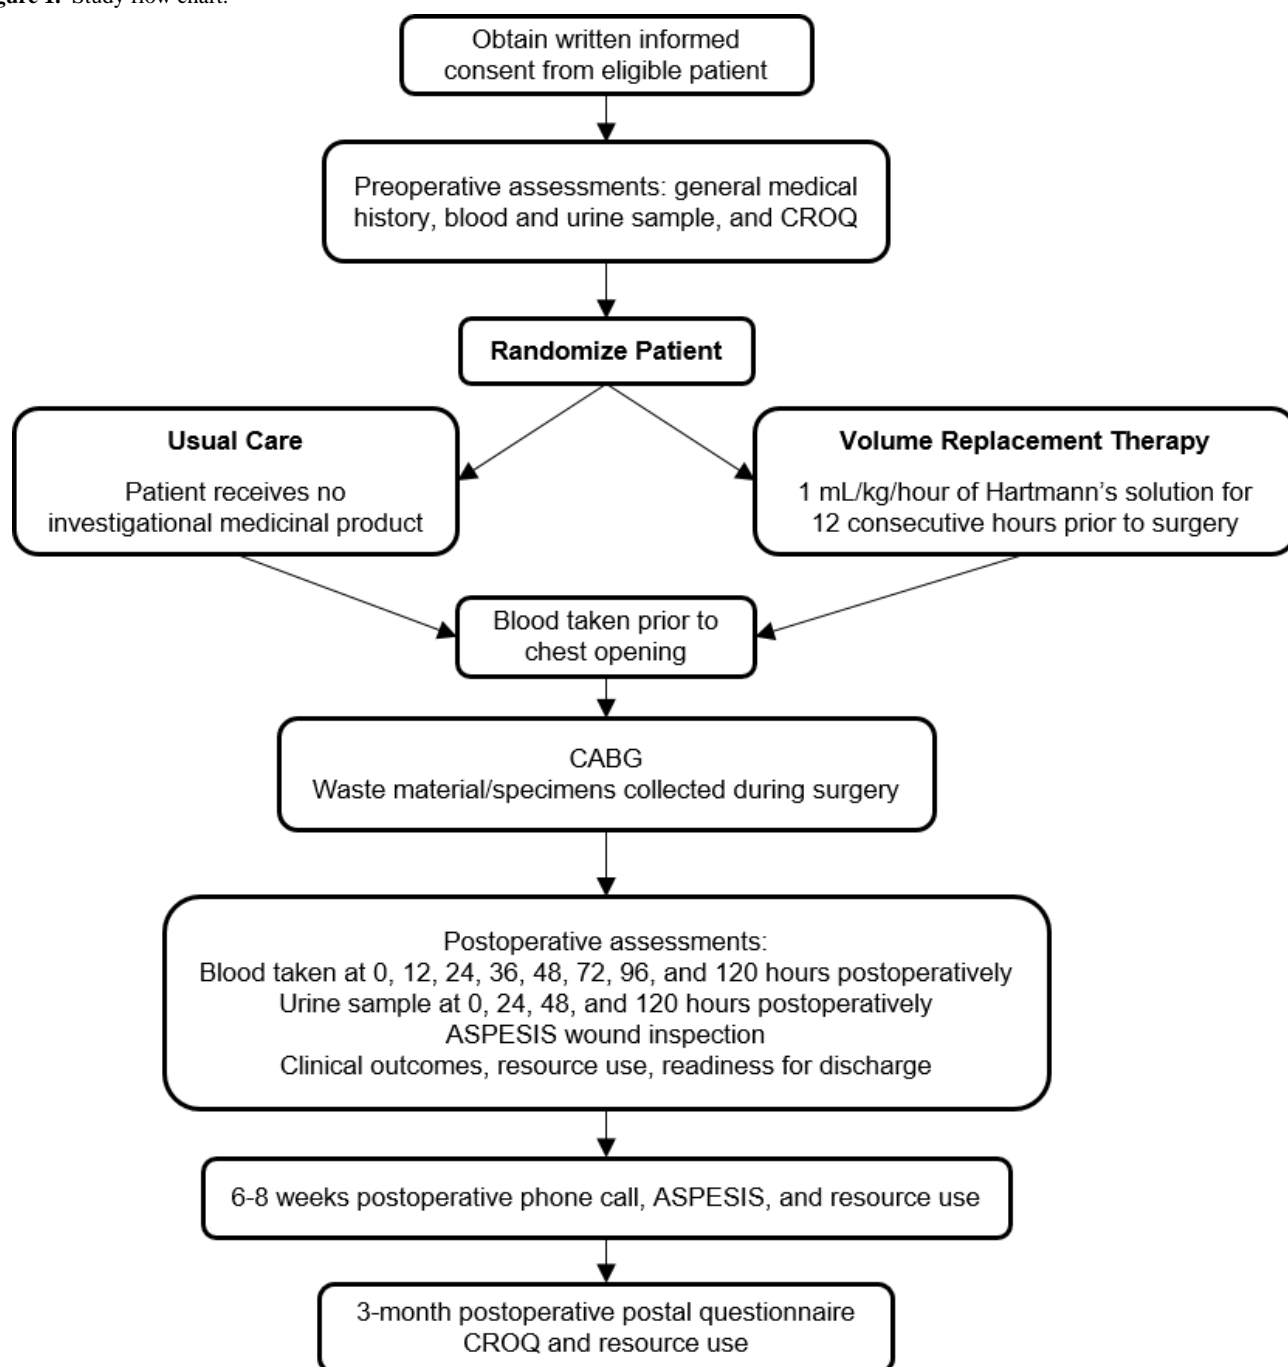 Figure 1. Study flow chart.
Obtain written informed
consent from eligible patient
Preoperative assessments: general medical
history, blood and urine sample, and CROQ
Randomize Patient
Usual Care
Patient receives no
investigational medicinal product
Volume Replacement Therapy
1 mL/kg/hour of Hartmann’s solution for
12 consecutive hours prior to surgery
Blood taken prior to
chest opening
CABG
Waste material/specimens collected during surgery
Postoperative assessments:
Blood taken at 0, 12, 24, 36, 48, 72, 96, and 120 hours postoperatively
Urine sample at 0, 24, 48, and 120 hours postoperatively
ASPESIS wound inspection
Clinical outcomes, resource use, readiness for discharge
6-8 weeks postoperative phone call, ASPESIS, and resource use
3-month postoperative postal questionnaire
CROQ and resource use